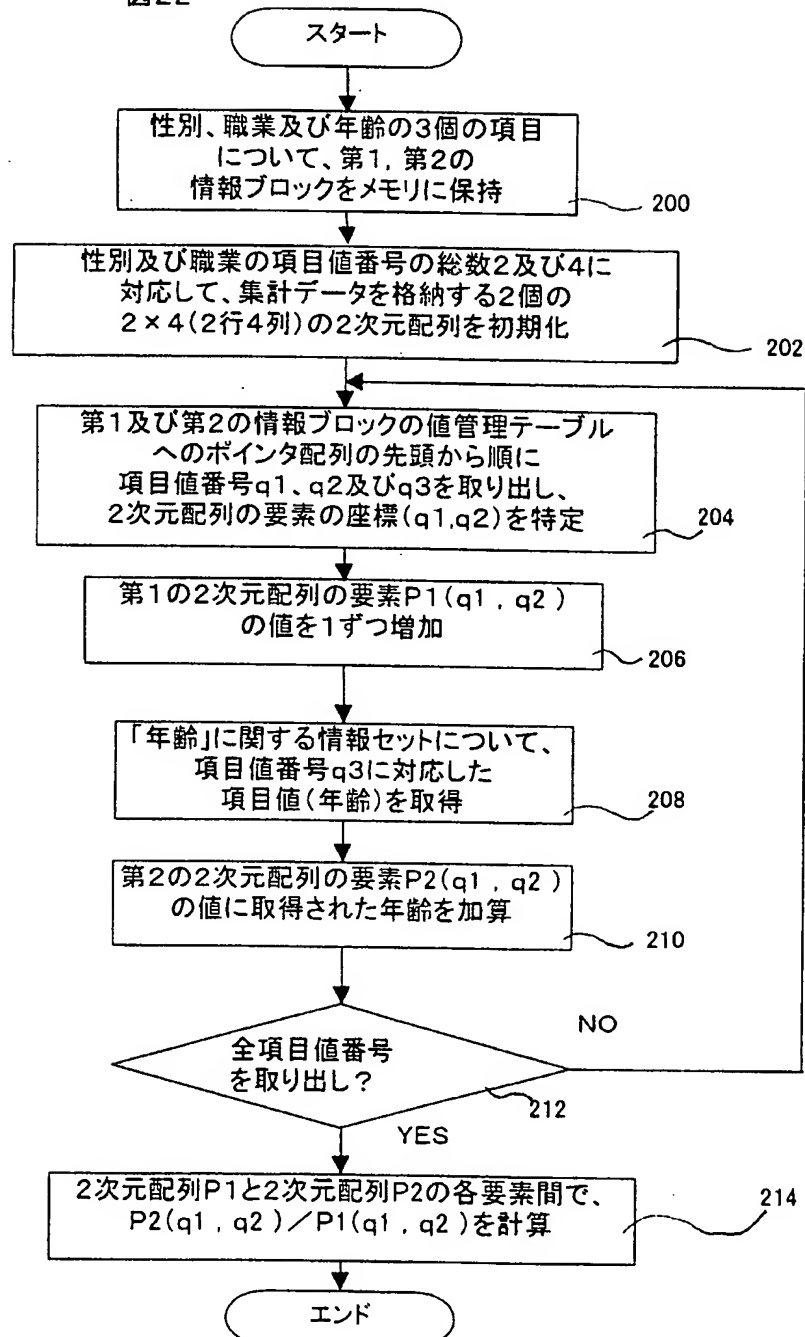 図22
スタート
性別、職業及び年齢の3個の項目
について、第1，第2の
情報ブロックをメモリに保持
200
性別及び職業の項目値番号の総数2及び4に
対応して、集計データを格納する2個の
2×4(2行4列)の2次元配列を初期化
202
第1及び第2の情報ブロックの値管理テーブル
へのポインタ配列の先頭から順に
項目値番号q1、q2及びq3を取り出し、
2次元配列の要素の座標(q1,q2)を特定
204
第1の2次元配列の要素P1(q1，q2)
の値を1ずつ増加
206
「年齢」に関する情報セットについて、
項目値番号q3に対応した
項目値(年齢)を取得
208
第2の2次元配列の要素P2(q1，q2)
の値に取得された年齢を加算
210
NO
全項目値番号
を取り出し？
212
YES
2次元配列P1と2次元配列P2の各要素間で、
P2(q1，q2)／P1(q1，q2)を計算
214
エンド